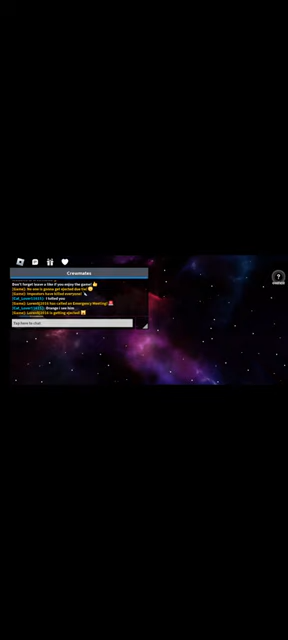 Crewmates
Don't forget leave a like if you enjoy the game! 👍
[Game]: No one is gonna get ejected due tie!
[Game]: Impostors have killed everyone! 🔪
I killed you
[Game]: has called an Emergency Meeting! 🚨
Orange i see him
[Game]: is getting ejected!
Tap here to chat
?